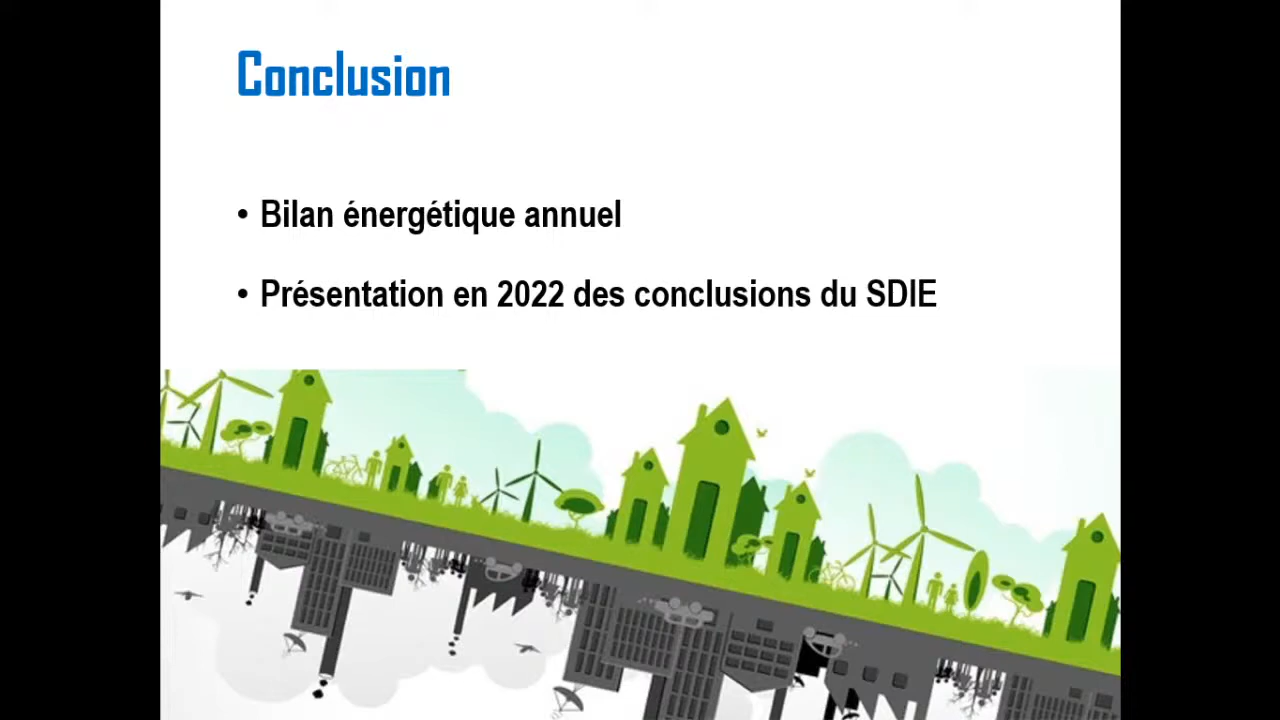 Conclusion
• Bilan énergétique annuel
• Présentation en 2022 des conclusions du SDIE